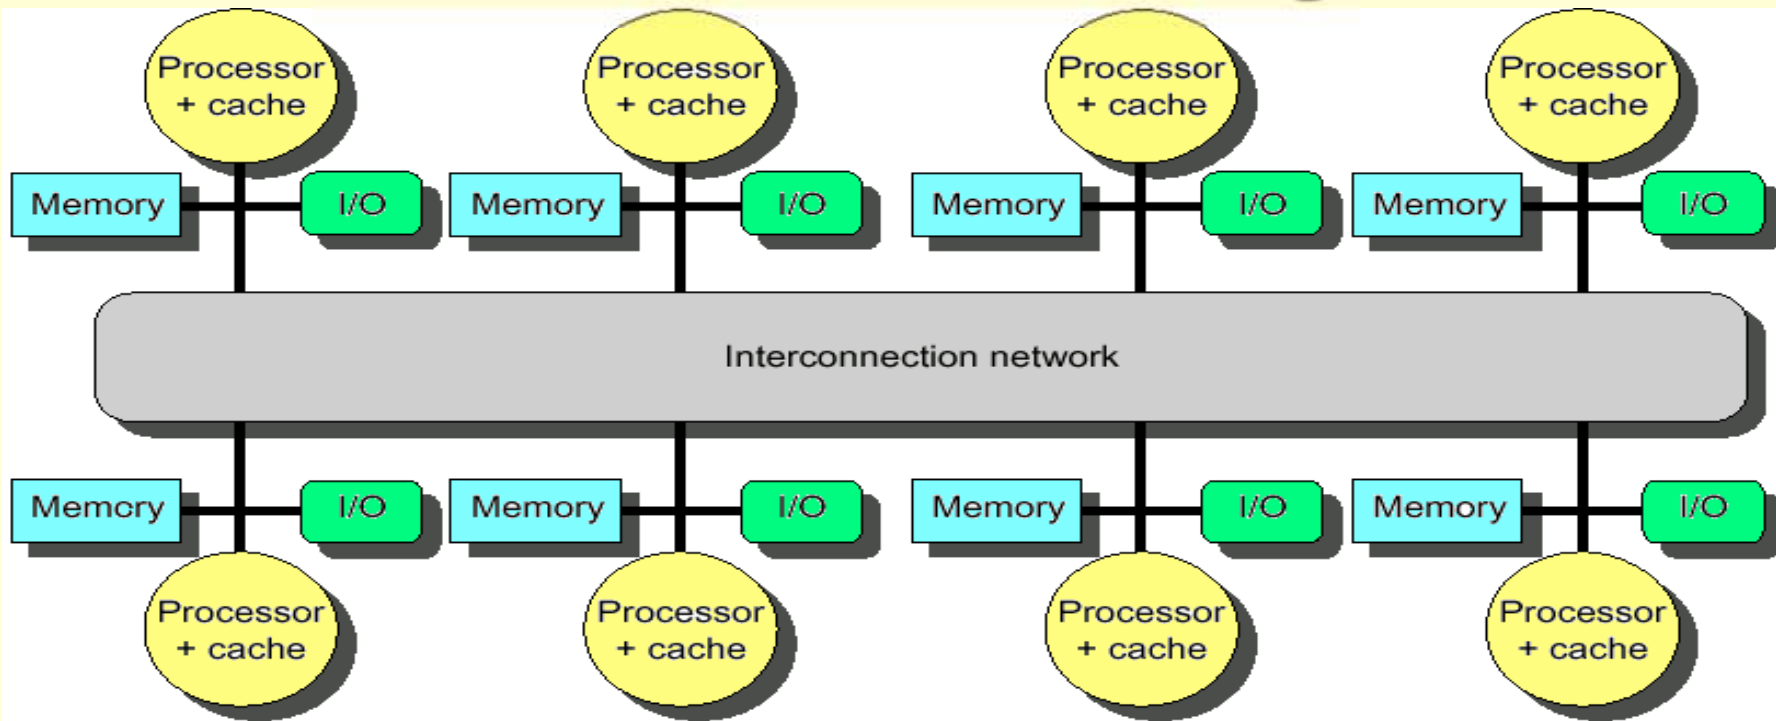 Processor
+ cache
Processor
+ cache
Processor
+ cache
Processor
+ cache
Memory
I/O
Memory
I/O
Memory
I/O
Memory
I/O
Interconnection network
Memory
I/O
Memory
I/O
Memory
I/O
Memory
I/O
Processor
+ cache
Processor
+ cache
Processor
+ cache
Processor
+ cache